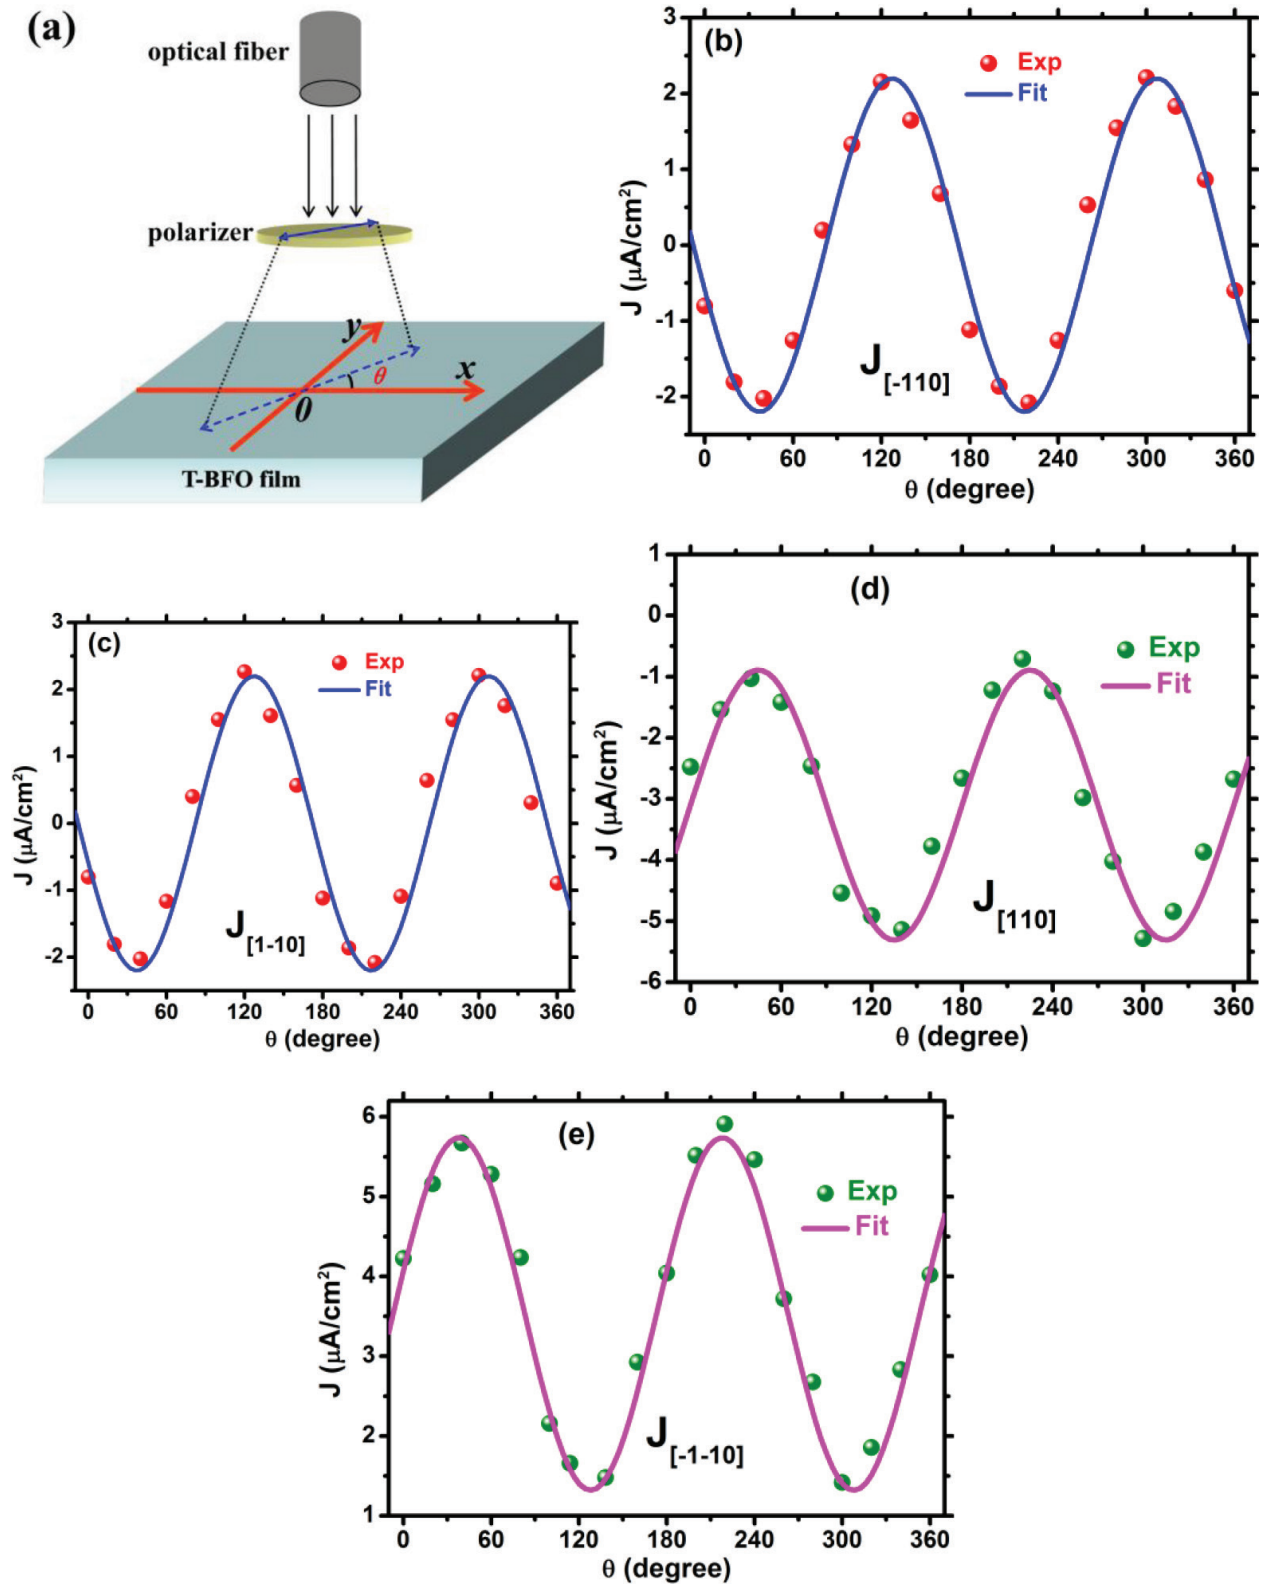 (a)
optical fiber
polarizer
y
x
θ
0
T-BFO film
(b)
Exp
Fit
J[-110]
J (μA/cm²)
2
1
0
-1
-2
0 60 120 180 240 300 360
θ (degree)
(c)
Exp
Fit
J[1-10]
J (μA/cm²)
3
2
1
0
-1
-2
0 60 120 180 240 300 360
θ (degree)
(d)
Exp
Fit
J[110]
J (μA/cm²)
1
0
-1
-2
-3
-4
-5
-6
0 60 120 180 240 300 360
θ (degree)
(e)
Exp
Fit
J[-1-10]
J (μA/cm²)
6
5
4
3
2
1
0 60 120 180 240 300 360
θ (degree)